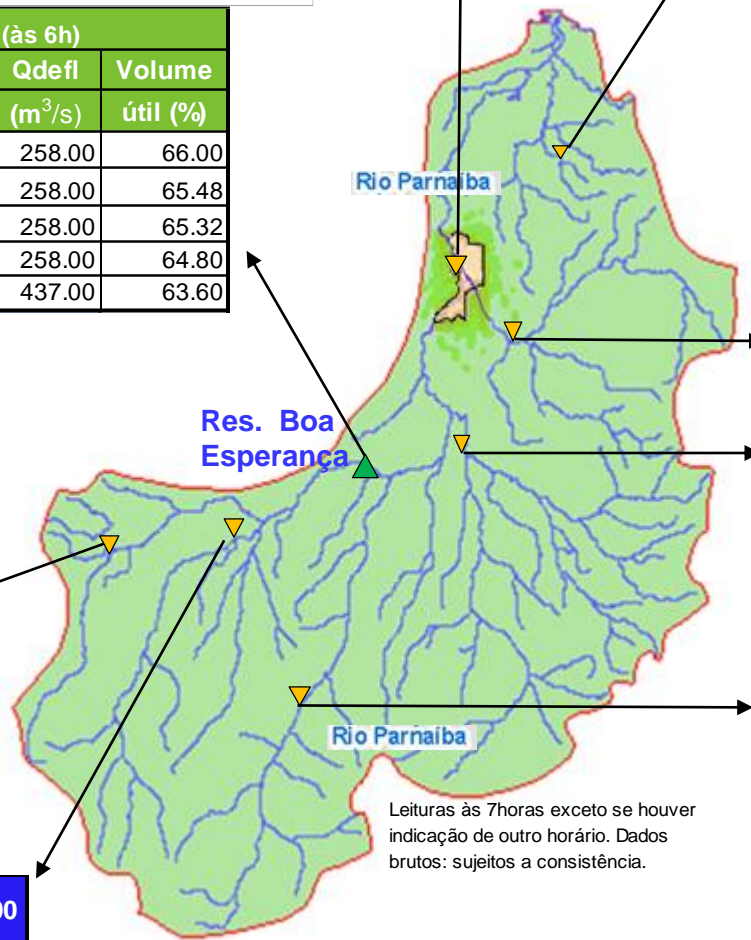 (às 6h)
Qdefl Volume
(m³/s) útil (%)
258.00 66.00
258.00 65.48
258.00 65.32
258.00 64.80
437.00 63.60
Rio Parnaiba
Res. Boa
Esperança
Rio Parnaiba
Leituras às 7horas exceto se houver
indicação de outro horário. Dados
brutos: sujeitos a consistência.